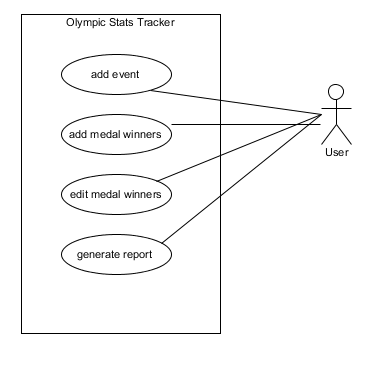 Olympic Stats Tracker
add event
add medal winners
edit medal winners
generate report
User